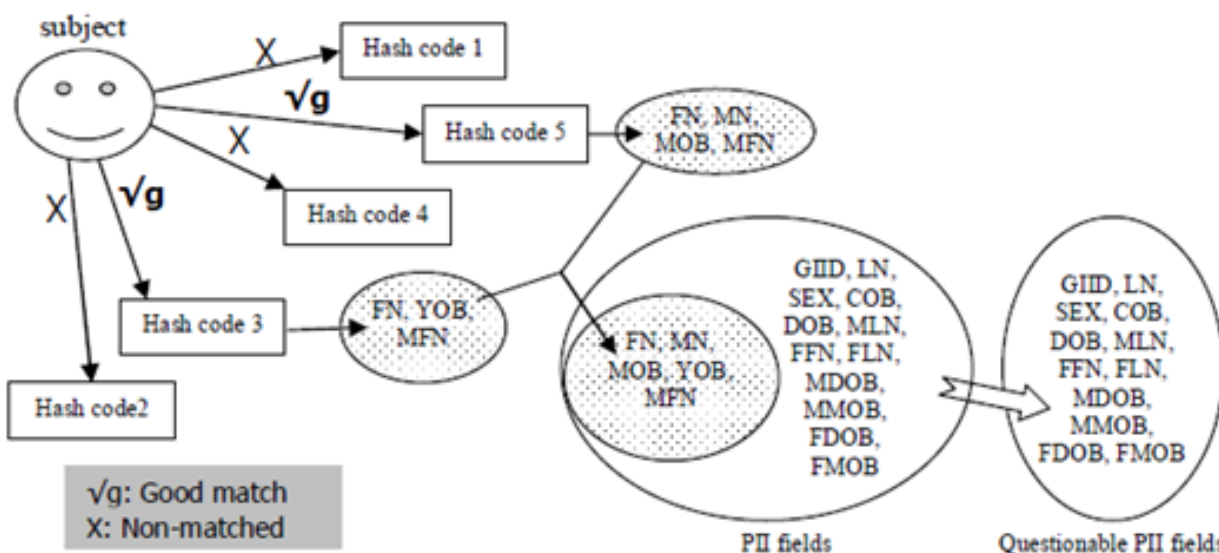 subject
X
Hash code 1
√g
Hash code 5
FN, MN,
MOB, MFN
X
Hash code 4
X
√g
Hash code 3
FN, YOB,
MFN
Hash code2
FN, MN,
MOB, YOB,
MFN
GIID, LN,
SEX, COB,
DOB, MLN,
FFN, FLN,
MDOB,
MMOB,
FDOB,
FMOB
PII fields
GIID, LN,
SEX, COB,
DOB, MLN,
FFN, FLN,
MDOB,
MMOB,
FDOB, FMOB
Questionable PII fields
√g: Good match
X: Non-matched